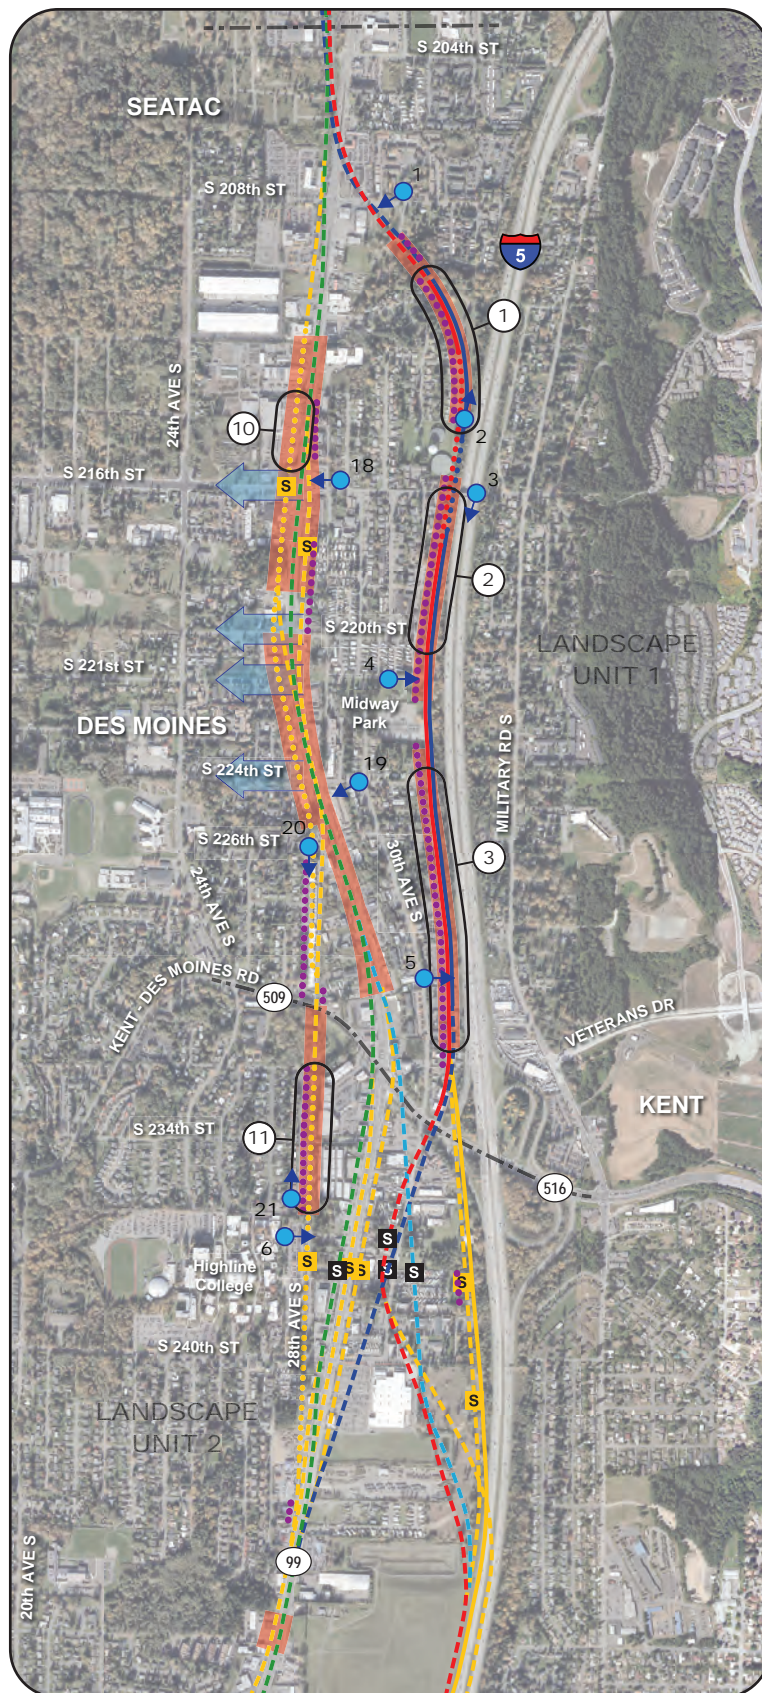 S 204th ST
SEATAC
1
S 208th ST
5
1
24th AVE S
10
2
S 216th ST
18
S
3
S
2
S 220th ST
LANDSCAPE
UNIT 1
S 221st ST
4
Midway
Park
DES MOINES
MILITARY RD S
S 224th ST
19
20
S 226th ST
30th AVE S
3
24th AVE S
5
KENT - DES MOINES RD
509
VETERANS DR
KENT
S 234th ST
11
516
21
6
S
S
Highline
College
S
S
S
S
S
S
28th AVE S
S 240th ST
S
LANDSCAPE
UNIT 2
20th AVE S
99